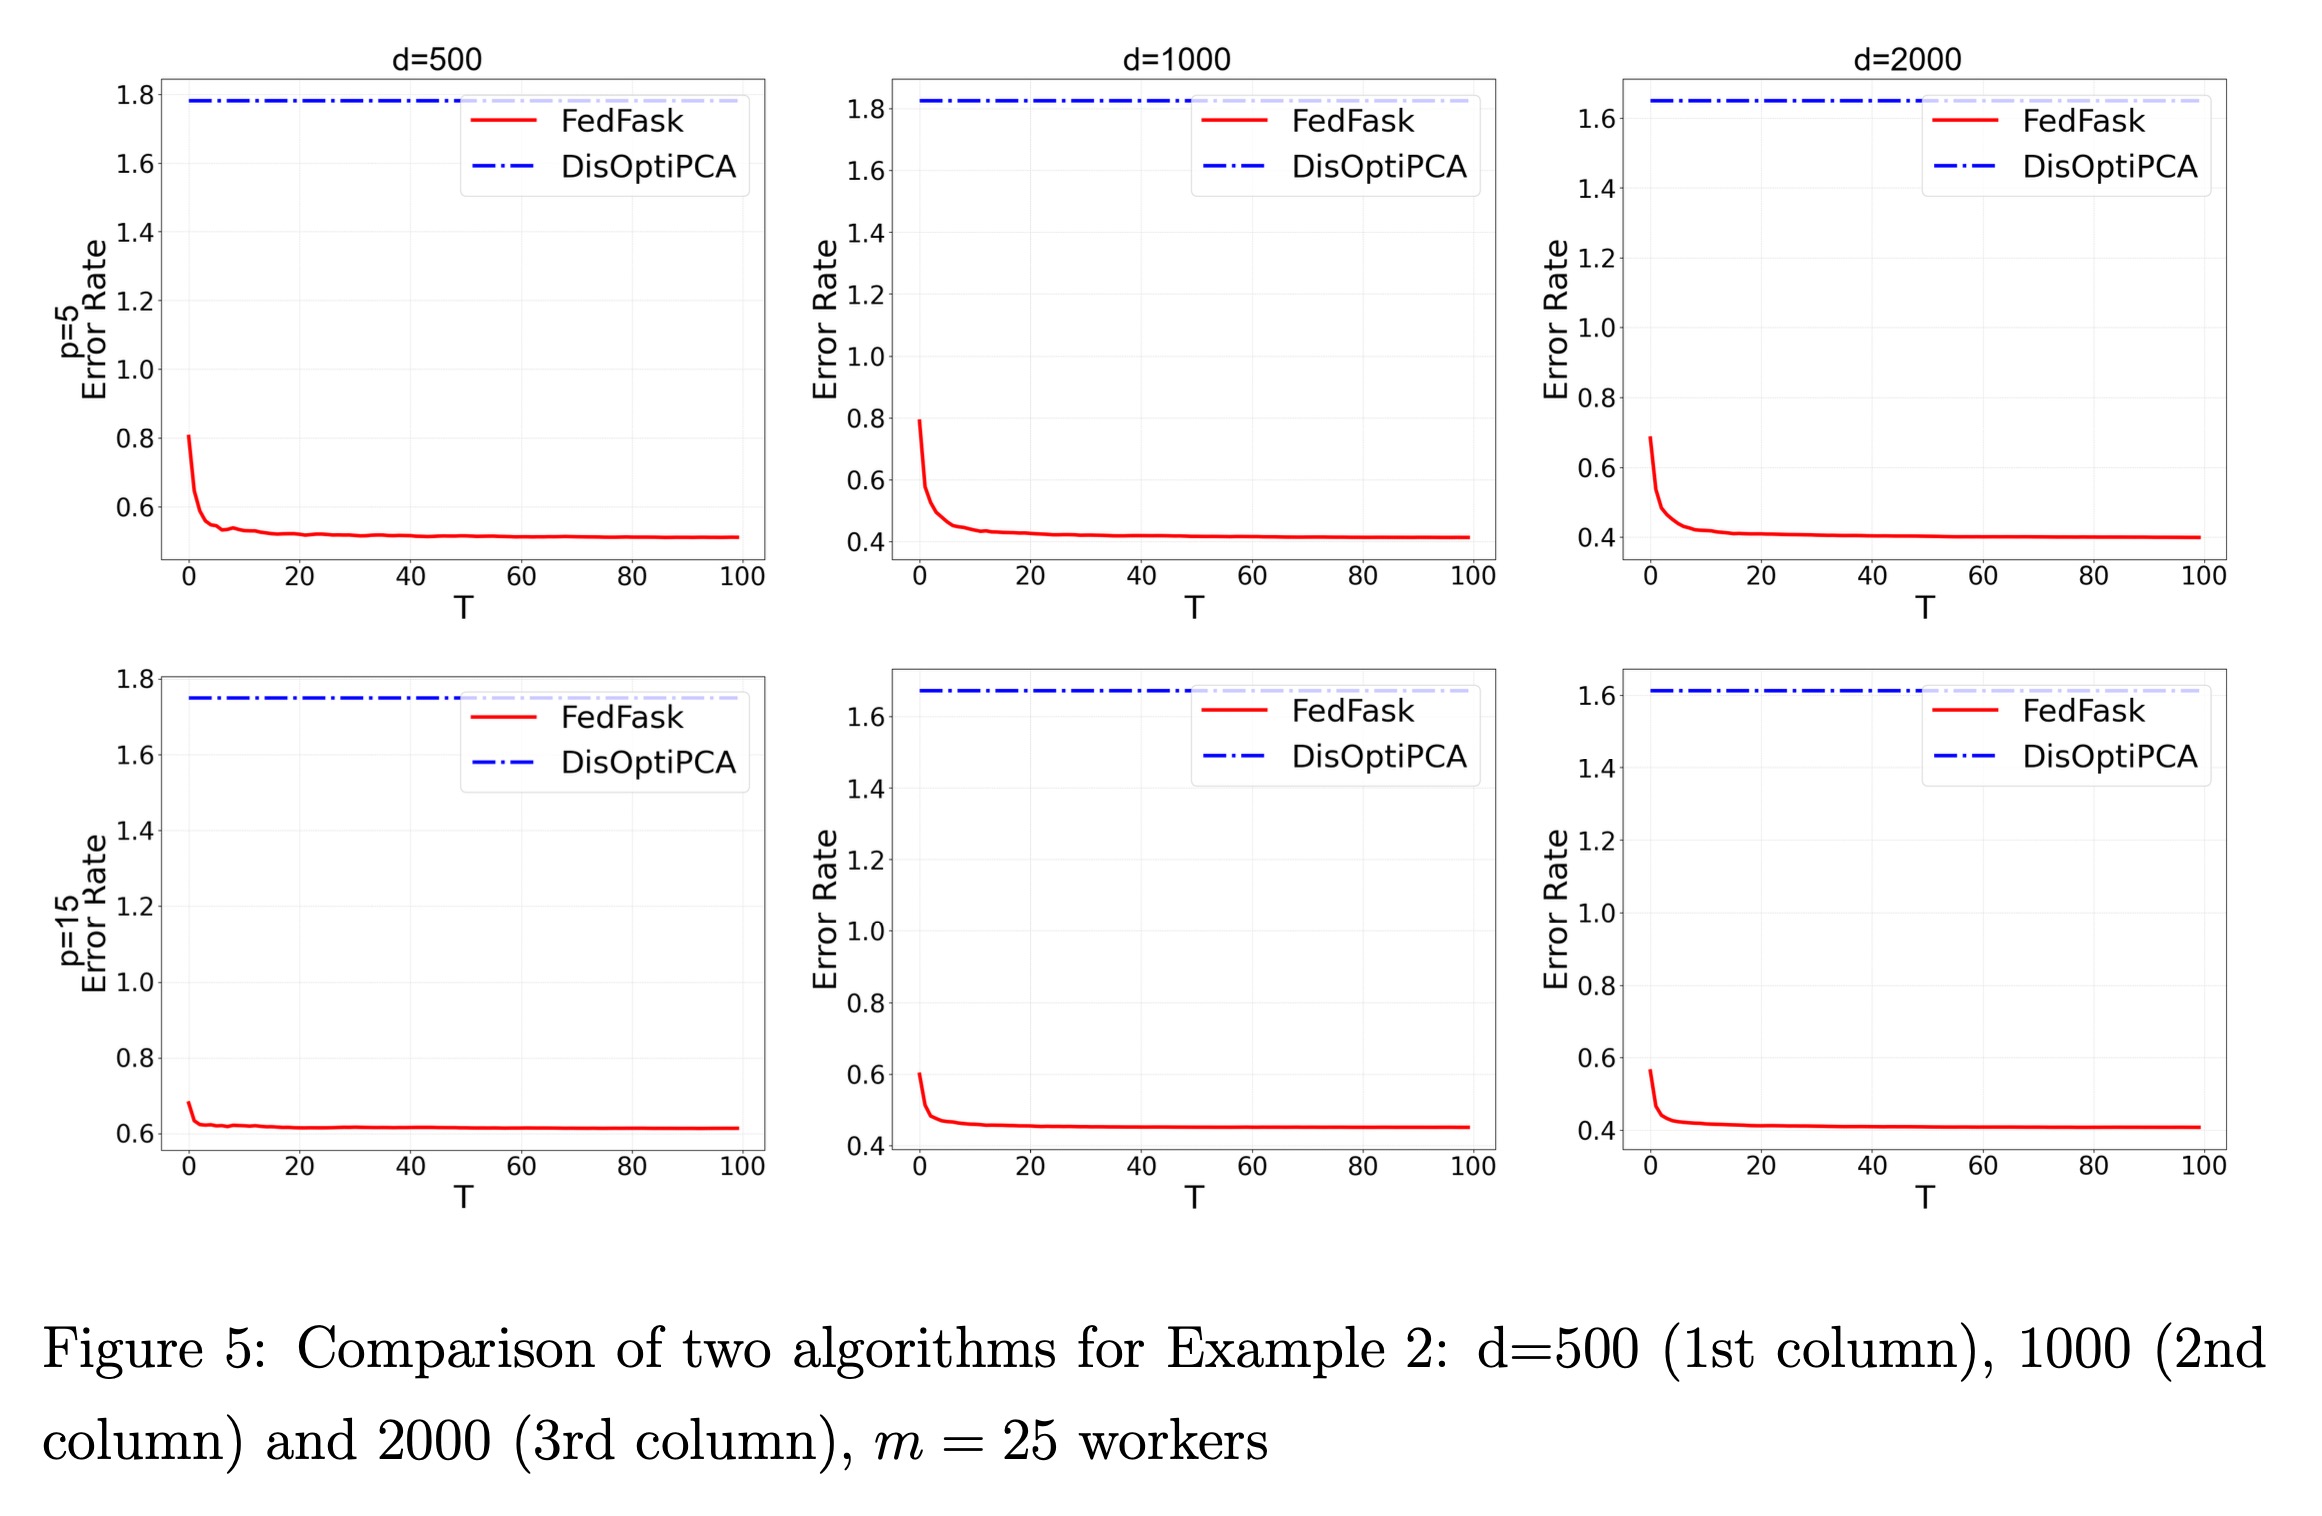 d=500
d=1000
d=2000
p=5
Error Rate
1.8
1.6
1.4
1.2
1.0
0.8
0.6
FedFask
DisOptiPCA
0 20 40 60 80 100
T
Error Rate
1.8
1.6
1.4
1.2
1.0
0.8
0.6
0.4
FedFask
DisOptiPCA
0 20 40 60 80 100
T
Error Rate
1.6
1.4
1.2
1.0
0.8
0.6
0.4
FedFask
DisOptiPCA
0 20 40 60 80 100
T
p=15
Error Rate
1.8
1.6
1.4
1.2
1.0
0.8
0.6
FedFask
DisOptiPCA
0 20 40 60 80 100
T
Error Rate
1.6
1.4
1.2
1.0
0.8
0.6
0.4
FedFask
DisOptiPCA
0 20 40 60 80 100
T
Error Rate
1.6
1.4
1.2
1.0
0.8
0.6
0.4
FedFask
DisOptiPCA
0 20 40 60 80 100
T
Figure 5: Comparison of two algorithms for Example 2: d=500 (1st column), 1000 (2nd
column) and 2000 (3rd column), m = 25 workers